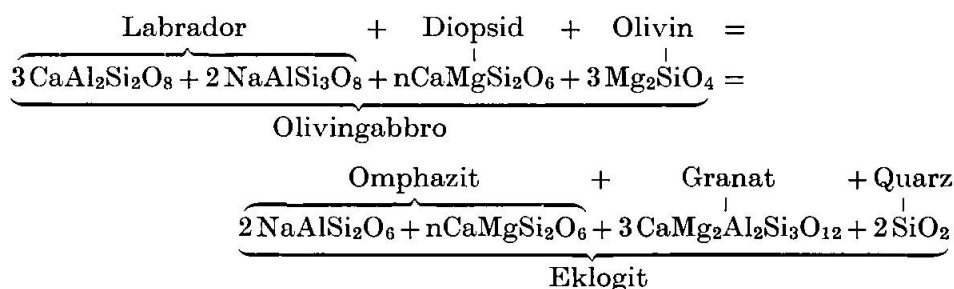 Labrador + Diopsid + Olivin =
3CaAl₂Si₂O₈ + 2NaAlSi₃O₈ + nCaMgSi₂O₆ + 3Mg₂SiO₄ =
Olivingabbro
Omphazit + Granat + Quarz
2NaAlSi₂O₆ + nCaMgSi₂O₆ + 3CaMg₂Al₂Si₃O₁₂ + 2SiO₂
Eklogit